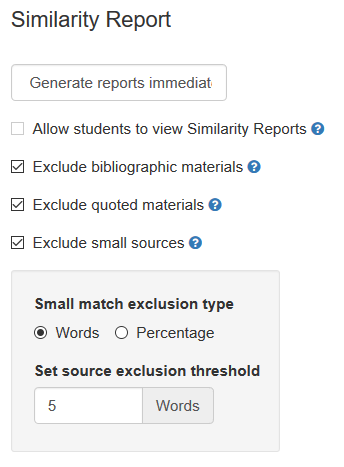 Similarity Report
Generate reports immediat
Allow students to view Similarity Reports ?
Exclude bibliographic materials ?
Exclude quoted materials ?
Exclude small sources ?
Small match exclusion type
Words Percentage
Set source exclusion threshold
5 Words